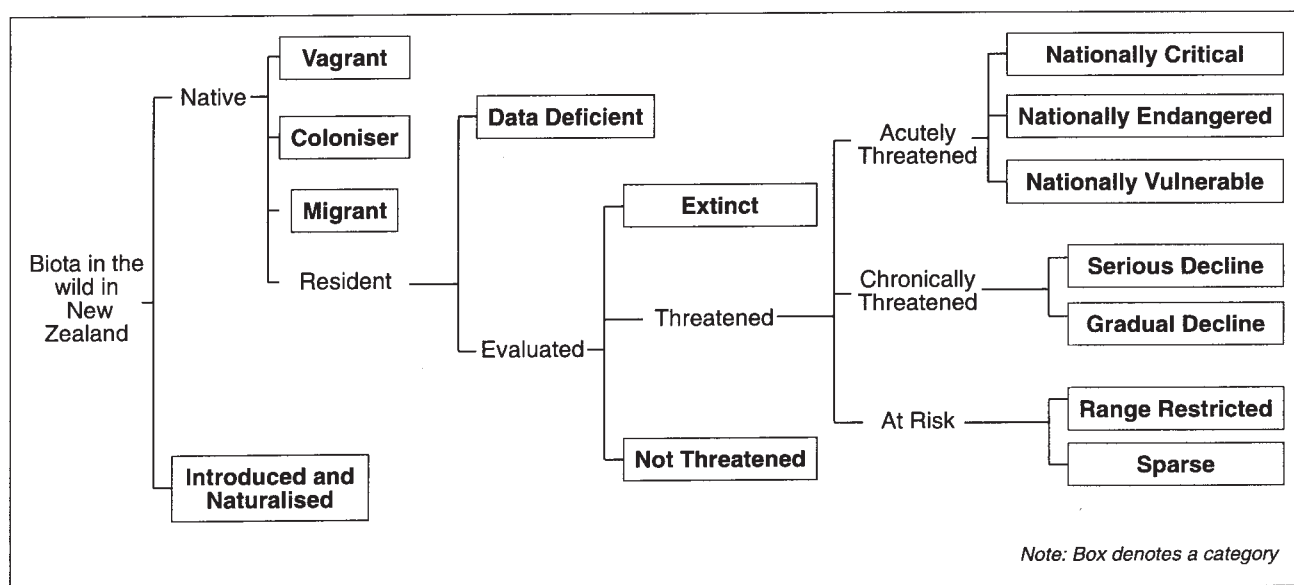 Biota in the
wild in
New
Zealand
Native
Vagrant
Coloniser
Migrant
Resident
Introduced and
Naturalised
Data Deficient
Evaluated
Extinct
Threatened
Not Threatened
Acutely
Threatened
Nationally Critical
Nationally Endangered
Nationally Vulnerable
Chronically
Threatened
Serious Decline
Gradual Decline
At Risk
Range Restricted
Sparse
Note: Box denotes a category